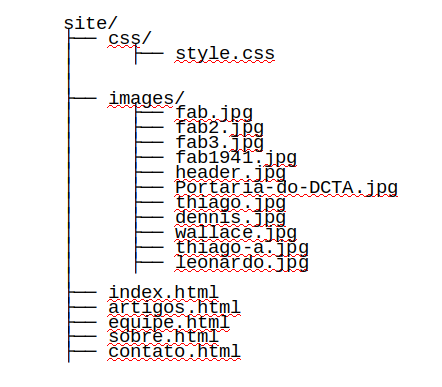 site/
css/
style.css
images/
fab.jpg
fab2.jpg
fab3.jpg
fab1941.jpg
header.jpg
Portaria-do-DCTA.jpg
thiago.jpg
dennis.jpg
wallace.jpg
thiago-a.jpg
leonardo.jpg
index.html
artigos.html
equipe.html
sobre.html
contato.html